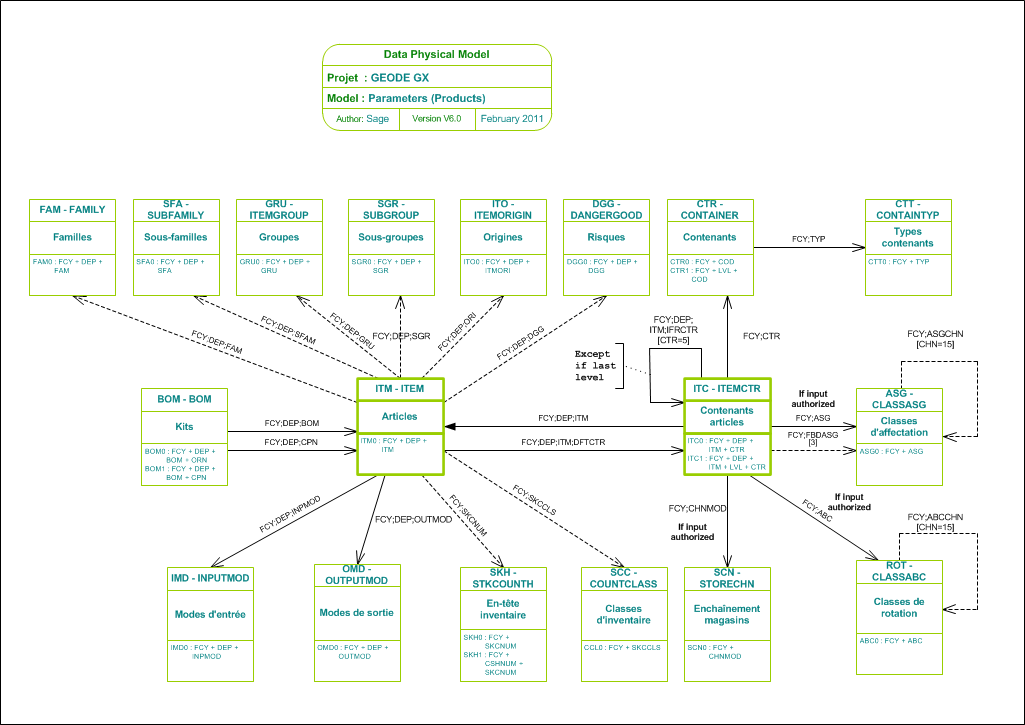 Data Physical Model
Projet : GEODE GX
Model : Parameters (Products)
Author: Sage
Version V6.0
February 2011
FAM - FAMILY
Familles
FAM0 : FCY + DEP +
FAM
SFA -
SUBFAMILY
Sous-familles
SFA0 : FCY + DEP +
SFA
GRU -
ITEMGROUP
Groupes
GRU0 : FCY + DEP +
GRU
SGR -
SUBGROUP
Sous-groupes
SGR0 : FCY + DEP +
SGR
ITO -
ITEMORIGIN
Origines
ITO0 : FCY + DEP +
ITMORI
DGG -
DANGERGOOD
Risques
DGG0 : FCY + DEP +
DGG
CTR -
CONTAINER
Contenants
CTR0 : FCY + COD
CTR1 : FCY + LVL +
COD
FCY;TYP
CTT -
CONTAINTYP
Types
contenants
CTT0 : FCY + TYP
FCY;DEP;FAM
FCY;DEP;SFAM
FCY;DEP;GRU
FCY;DEP;SGR
FCY;DEP;ORI
FCY;DEP;DGG
FCY;DEP;
ITM;IFRCTR
[CTR=5]
FCY;CTR
FCY;ASGCHN
[CHN=15]
Except
if last
level
BOM - BOM
Kits
BOM0 : FCY + DEP +
BOM + ORN
BOM1 : FCY + DEP +
BOM + CPN
FCY;DEP;BOM
FCY;DEP;CPN
ITM - ITEM
Articles
ITM0 : FCY + DEP +
ITM
FCY;DEP;ITM
FCY;DEP;ITM;DFTCTR
ITC - ITEMCTR
Contenants
articles
ITC0 : FCY + DEP +
ITM + CTR
ITC1 : FCY + DEP +
ITM + LVL + CTR
If input
authorized
FCY;ASG
FCY;FBDASG
[3]
ASG -
CLASSASG
Classes
d'affectation
ASG0 : FCY + ASG
FCY;DEP;INPMOD
FCY;DEP;OUTMOD
FCY;SKCNUM
FCY;SKCCLS
FCY;CHNMOD
If input
authorized
FCY;ABC
If input
authorized
FCY;ABCCHN
[CHN=15]
IMD - INPUTMOD
Modes d'entrée
IMD0 : FCY + DEP +
INPMOD
OMD -
OUTPUTMOD
Modes de sortie
OMD0 : FCY + DEP +
OUTMOD
SKH -
STKCOUNTH
En-tête
inventaire
SKH0 : FCY +
SKCNUM
SKH1 : FCY +
CSHNUM +
SKCNUM
SCC -
COUNTCLASS
Classes
d'inventaire
CCL0 : FCY + SKCCLS
SCN -
STORECHN
Enchaînement
magasins
SCN0 : FCY +
CHNMOD
ROT -
CLASSABC
Classes de
rotation
ABC0 : FCY + ABC